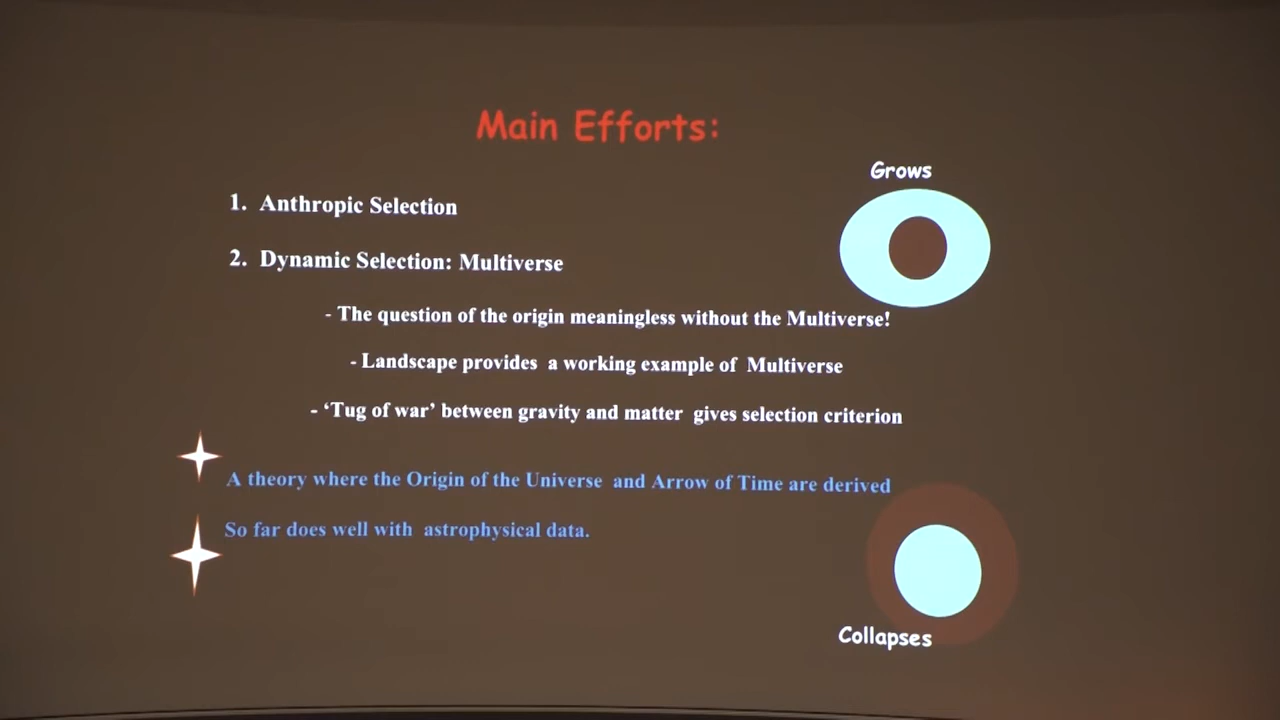 Main Efforts:
Grows
1. Anthropic Selection
2. Dynamic Selection: Multiverse
- The question of the origin meaningless without the Multiverse!
- Landscape provides a working example of Multiverse
- ‘Tug of war’ between gravity and matter gives selection criterion
A theory where the Origin of the Universe and Arrow of Time are derived
So far does well with astrophysical data.
Collapses